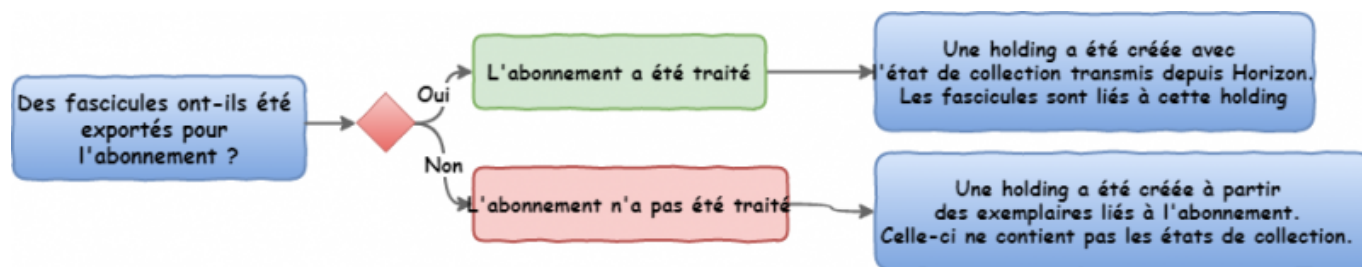 Des fascicules ont-ils été
exportés pour
l'abonnement ?
Oui
L'abonnement a été traité
Une holding a été créée avec
l'état de collection transmis depuis Horizon.
Les fascicules sont liés à cette holding
Non
L'abonnement n'a pas été traité
Une holding a été créée à partir
des exemplaires liés à l'abonnement.
Celle-ci ne contient pas les états de collection.